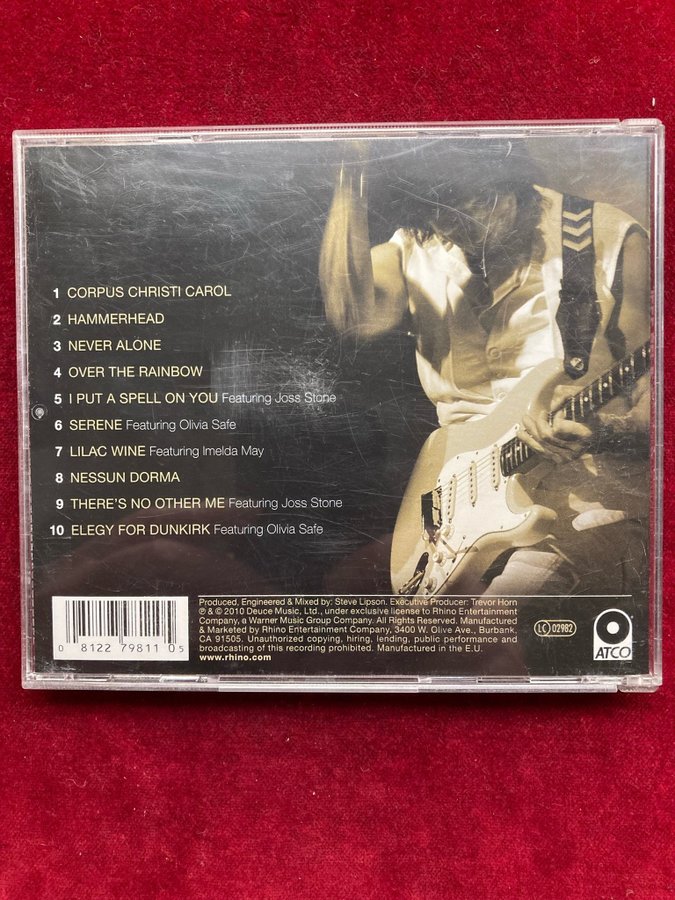 1 CORPUS CHRISTI CAROL
2 HAMMERHEAD
3 NEVER ALONE
4 OVER THE RAINBOW
5 I PUT A SPELL ON YOU Featuring Joss Stone
6 SERENE Featuring Olivia Safe
7 LILAC WINE Featuring Imelda May
8 NESSUN DORMA
9 THERE'S NO OTHER ME Featuring Joss Stone
10 ELEGY FOR DUNKIRK Featuring Olivia Safe
0 81227 9811 0 5
Produced, Engineered & Mixed by: Steve Lipson. Executive Producer: Trevor Horn
℗ & © 2010 Deuce Music, Ltd., under exclusive license to Rhino Entertainment
Company, a Warner Music Group Company. All Rights Reserved. Manufactured
& Marketed by Rhino Entertainment Company, 3400 W. Olive Ave., Burbank,
CA 91505. Unauthorized copying, hiring, lending, public performance and
broadcasting of this recording prohibited. Manufactured in the E.U.
www.rhino.com
LC 02982
ATCO